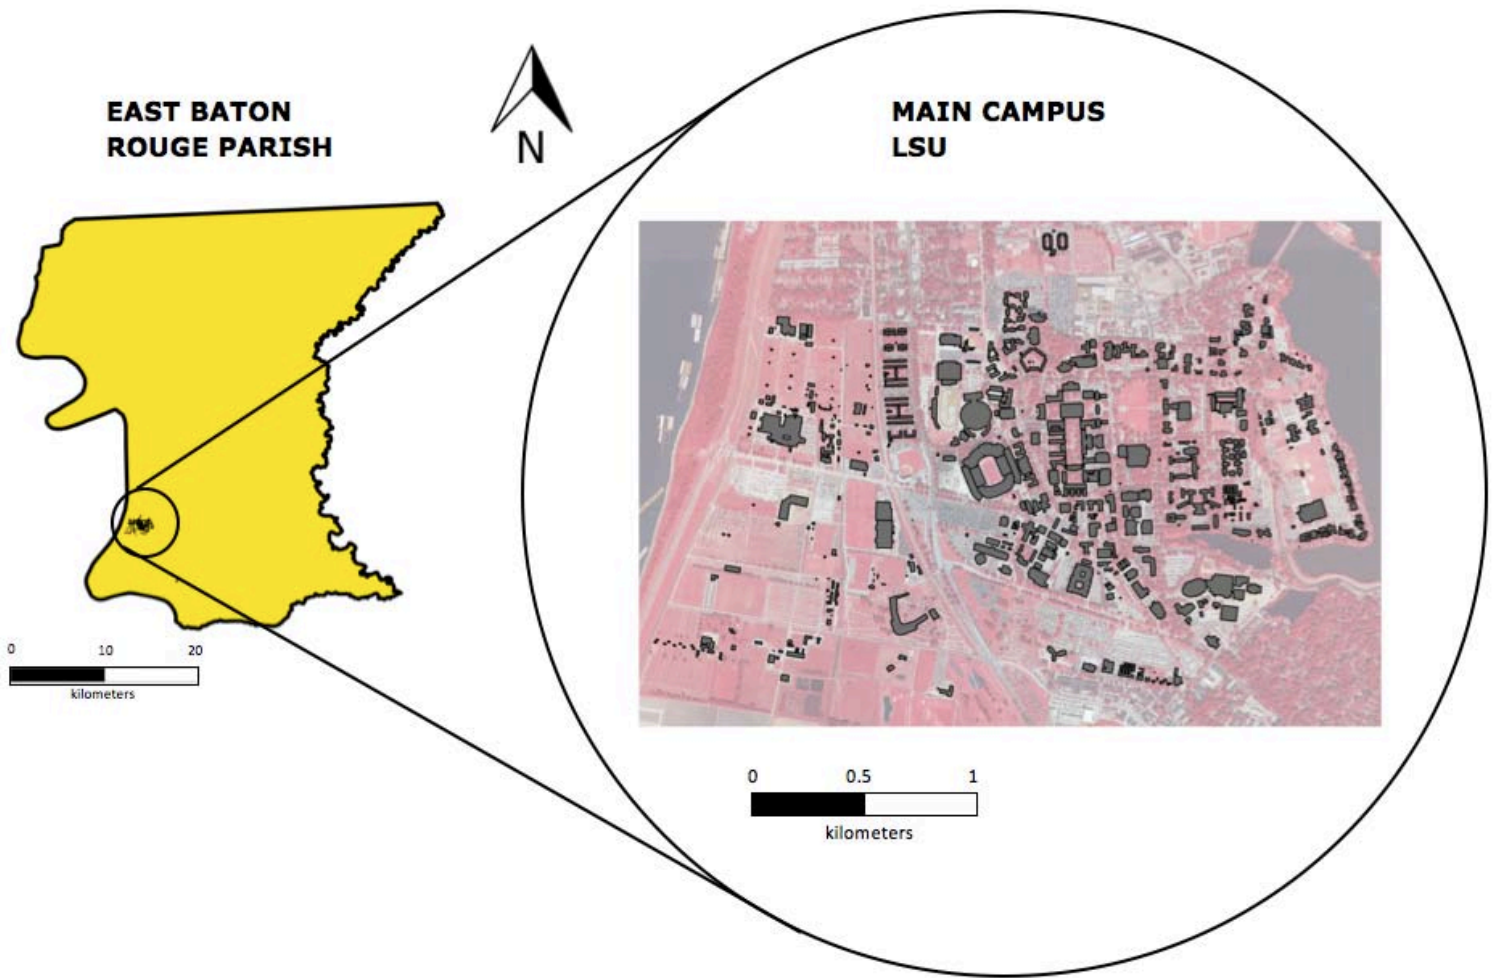 EAST BATON
ROUGE PARISH
N
MAIN CAMPUS
LSU
0 10 20
kilometers
0 0.5 1
kilometers